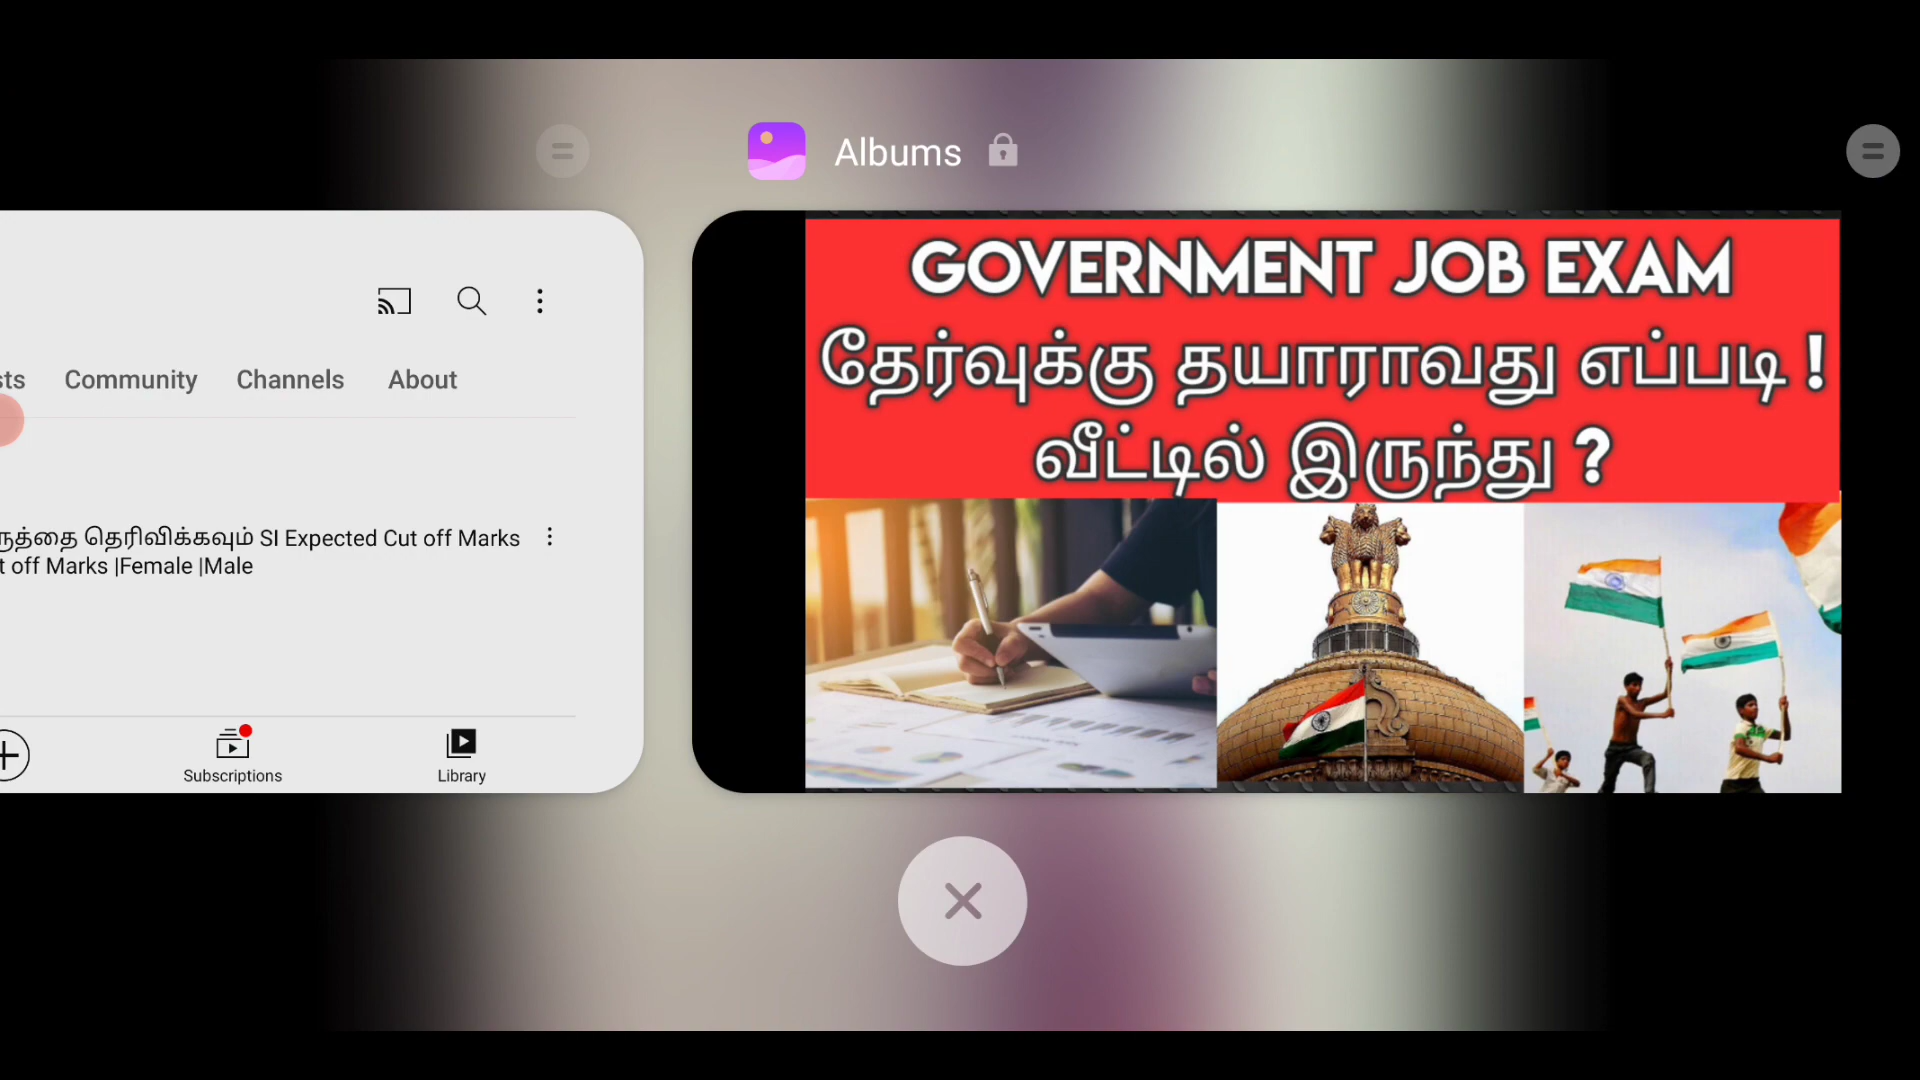 Albums
Community
Channels
About
தெரிவிக்கவும் SI Expected Cut off Marks
off Marks |Female |Male
Subscriptions
Library
GOVERNMENT JOB EXAM
தேர்வுக்கு தயாராவது எப்படி !
வீட்டில் இருந்து ?